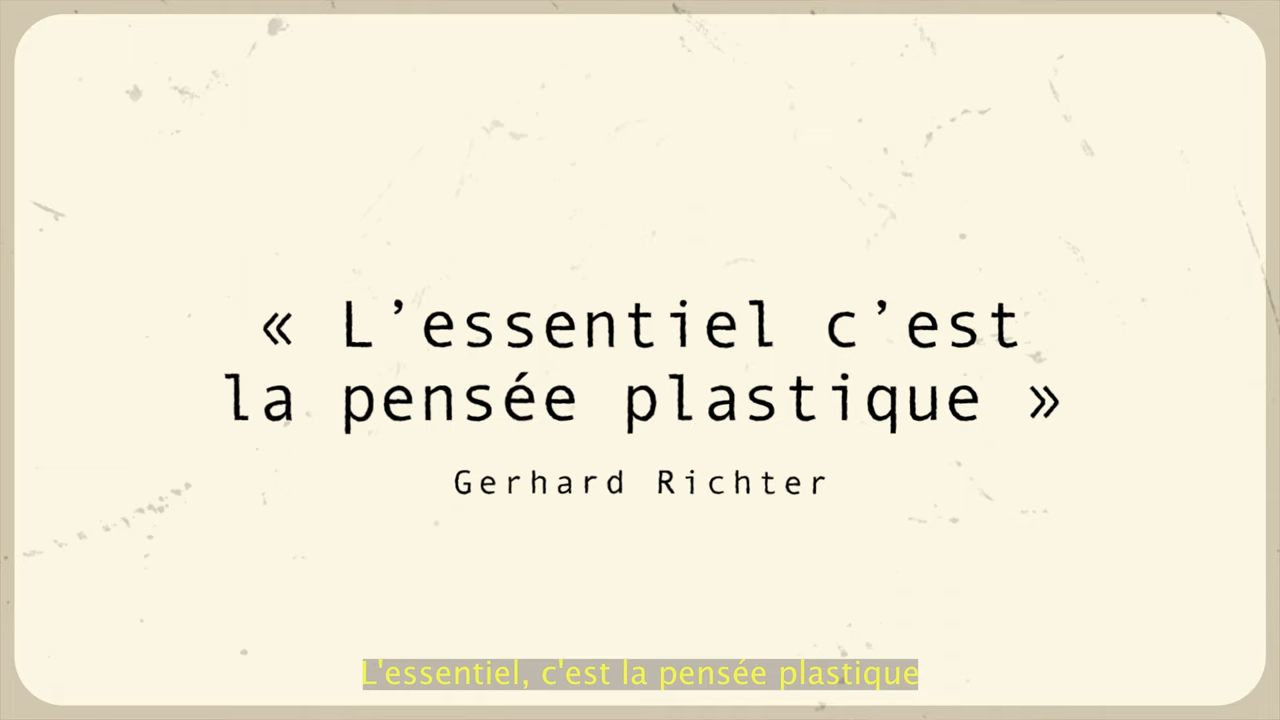 « L’essentiel c’est
la pensée plastique »
Gerhard Richter
L'essentiel, c'est la pensée plastique